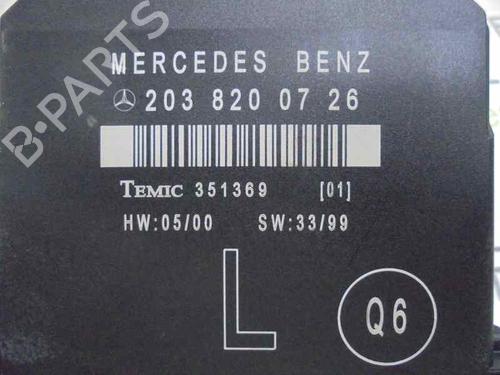 MERCEDES BENZ
203 820 07 26
TEMIC 351369 [01]
HW:05/00 SW:33/99
L
Q6
B-PARTS